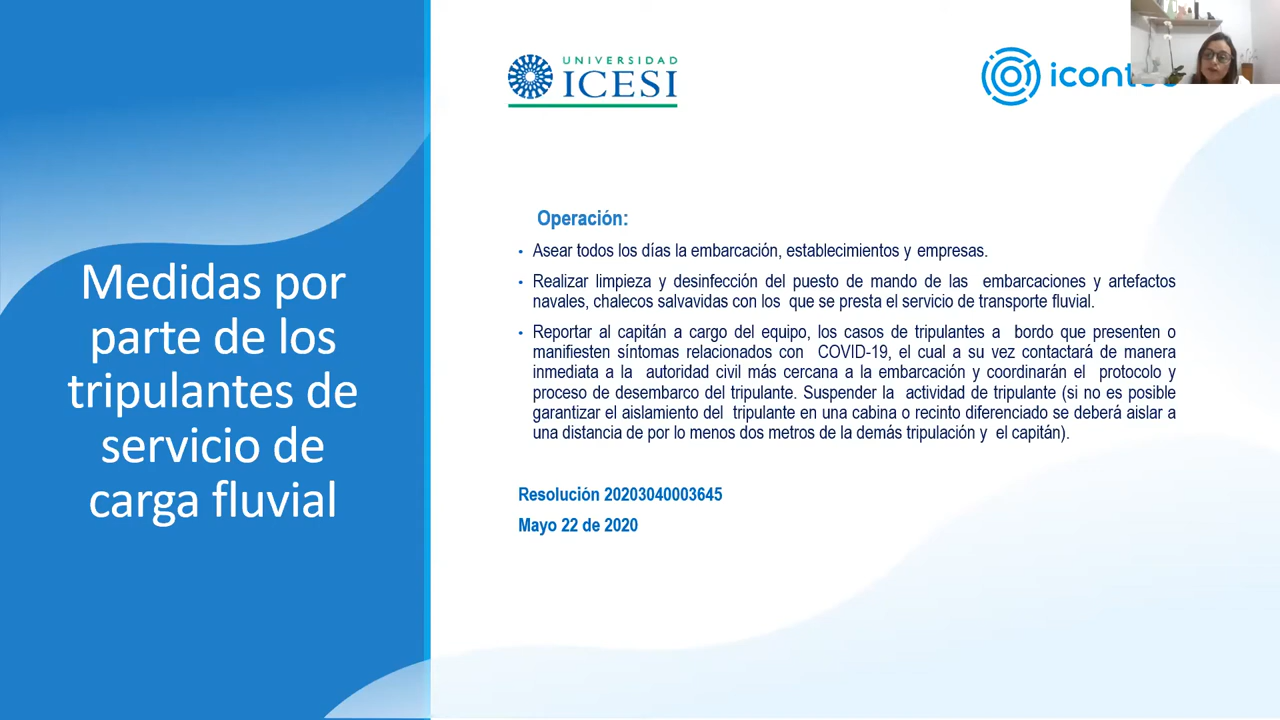 UNIVERSIDAD
ICESI
Medidas por
parte de los
tripulantes de
servicio de
carga fluvial
Operación:
• Asear todos los días la embarcación, establecimientos y empresas.
• Realizar limpieza y desinfección del puesto de mando de las embarcaciones y artefactos
navales, chalecos salvavidas con los que se presta el servicio de transporte fluvial.
• Reportar al capitán a cargo del equipo, los casos de tripulantes a bordo que presenten o
manifiesten síntomas relacionados con COVID-19, el cual a su vez contactará de manera
inmediata a la autoridad civil más cercana a la embarcación y coordinarán el protocolo y
proceso de desembarco del tripulante. Suspender la actividad de tripulante (si no es posible
garantizar el aislamiento del tripulante en una cabina o recinto diferenciado se deberá aislar a
una distancia de por lo menos dos metros de la demás tripulación y el capitán).
Resolución 20203040003645
Mayo 22 de 2020